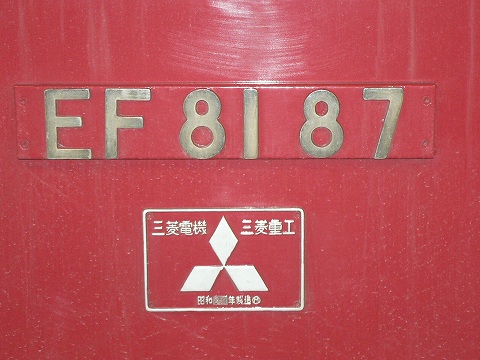 EF 81 87
三菱電機 三菱重工
昭和 年製造